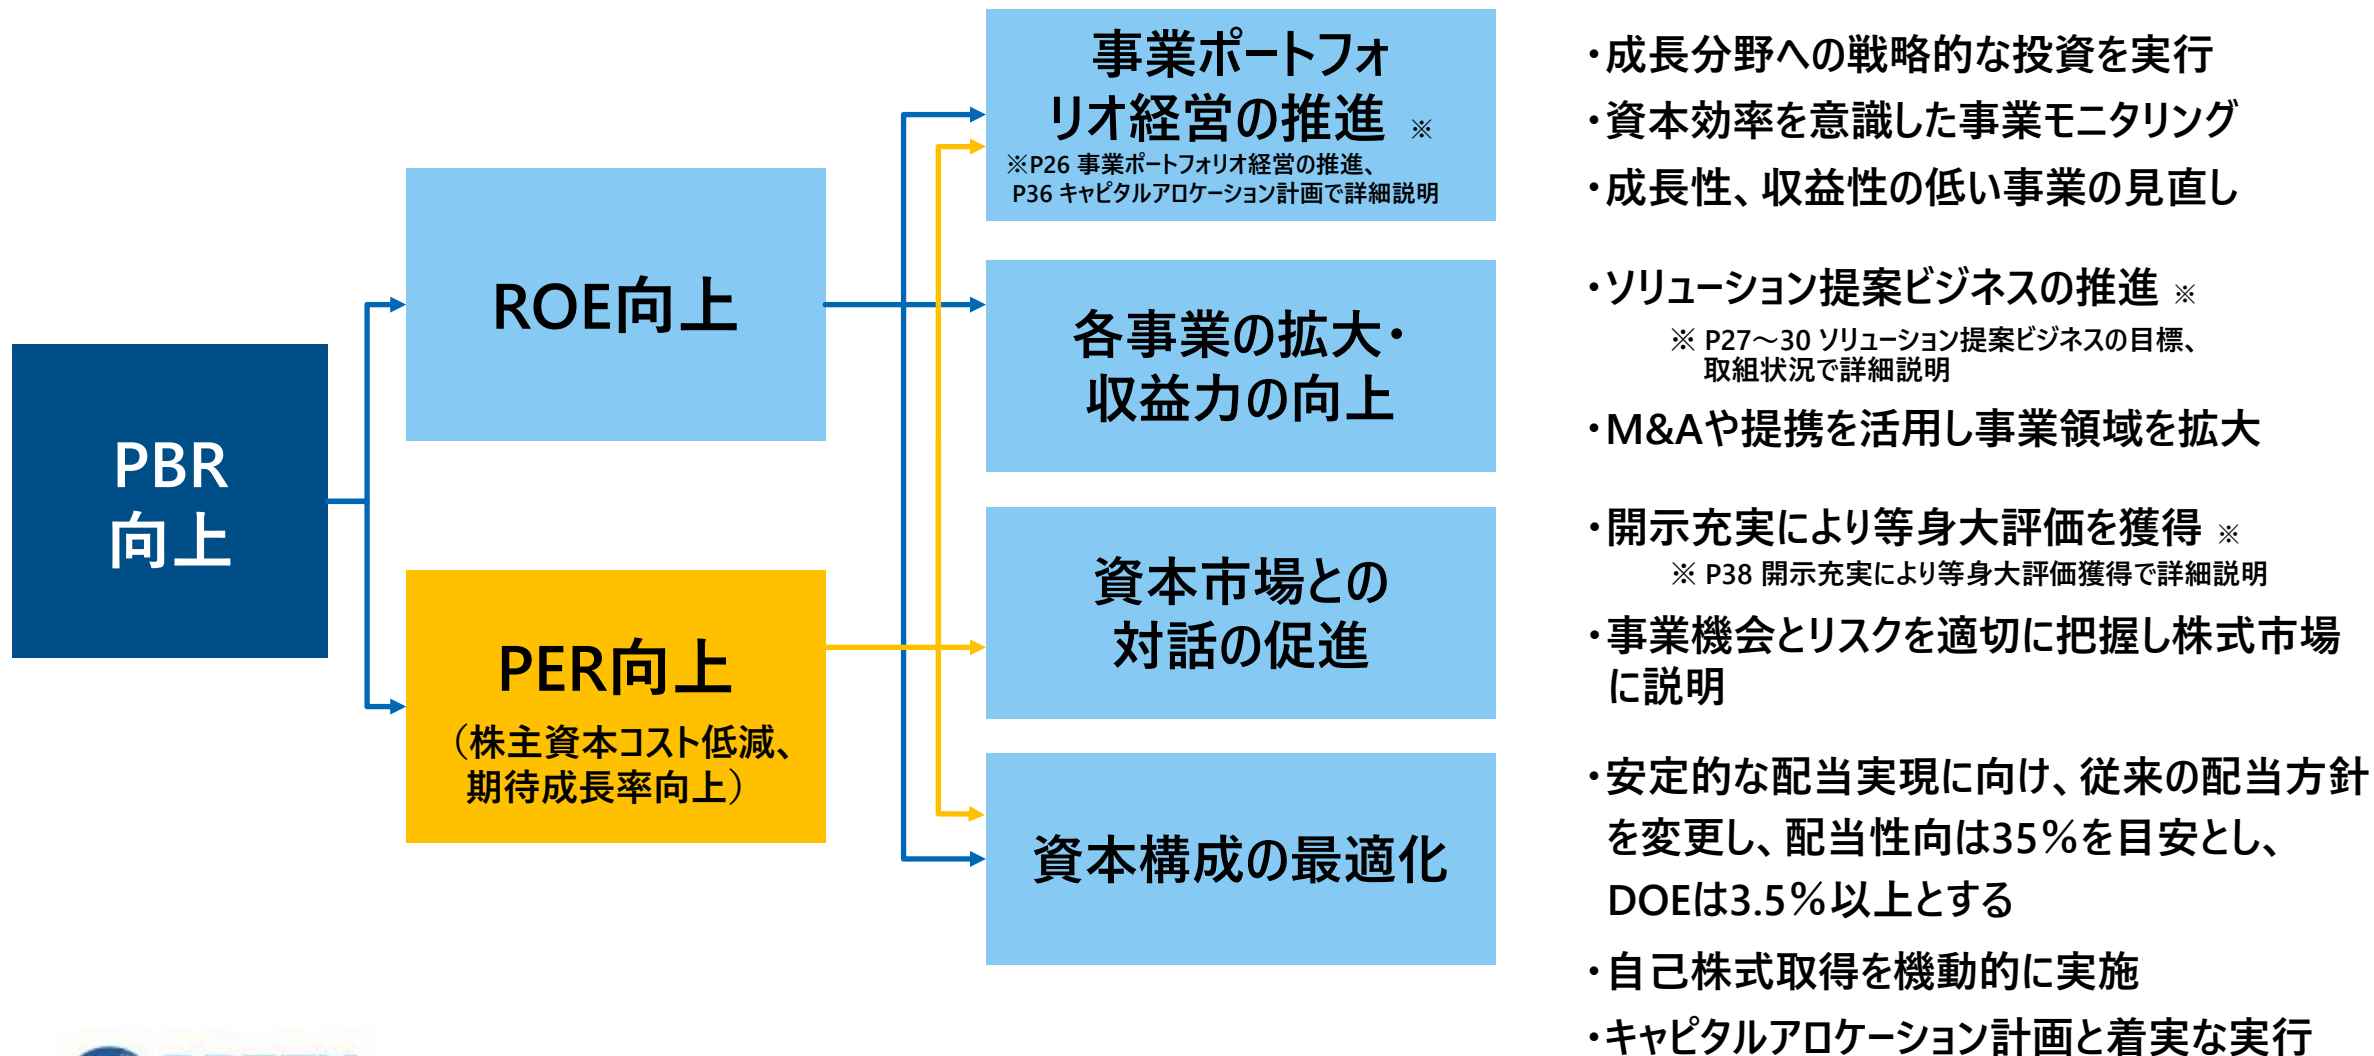 PBR
向上
ROE向上
PER向上
（株主資本コスト低減、
期待成長率向上）
事業ポートフォ
リオ経営の推進 ※
※P26 事業ポートフォリオ経営の推進、
P36 キャピタルアロケーション計画で詳細説明
各事業の拡大・
収益力の向上
資本市場との
対話の促進
資本構成の最適化
・成長分野への戦略的な投資を実行
・資本効率を意識した事業モニタリング
・成長性、収益性の低い事業の見直し
・ソリューション提案ビジネスの推進 ※
※ P27～30 ソリューション提案ビジネスの目標、
取組状況で詳細説明
・M&Aや提携を活用し事業領域を拡大
・開示充実により等身大評価を獲得 ※
※ P38 開示充実により等身大評価獲得で詳細説明
・事業機会とリスクを適切に把握し株式市場
に説明
・安定的な配当実現に向け、従来の配当方針
を変更し、配当性向は35％を目安とし、
DOEは3.5％以上とする
・自己株式取得を機動的に実施
・キャピタルアロケーション計画と着実な実行